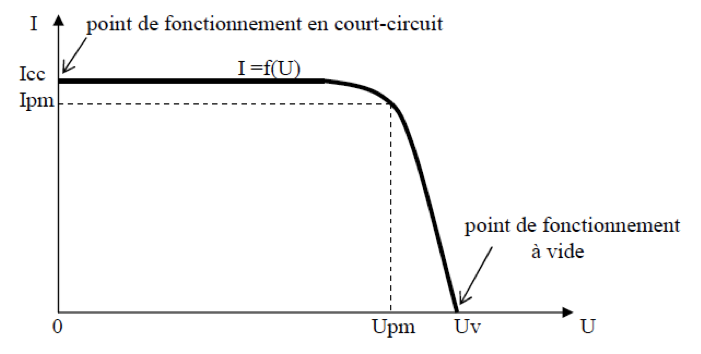 I
point de fonctionnement en court-circuit
Icc
I =f(U)
Ipm
point de fonctionnement
à vide
0
Upm
Uv
U